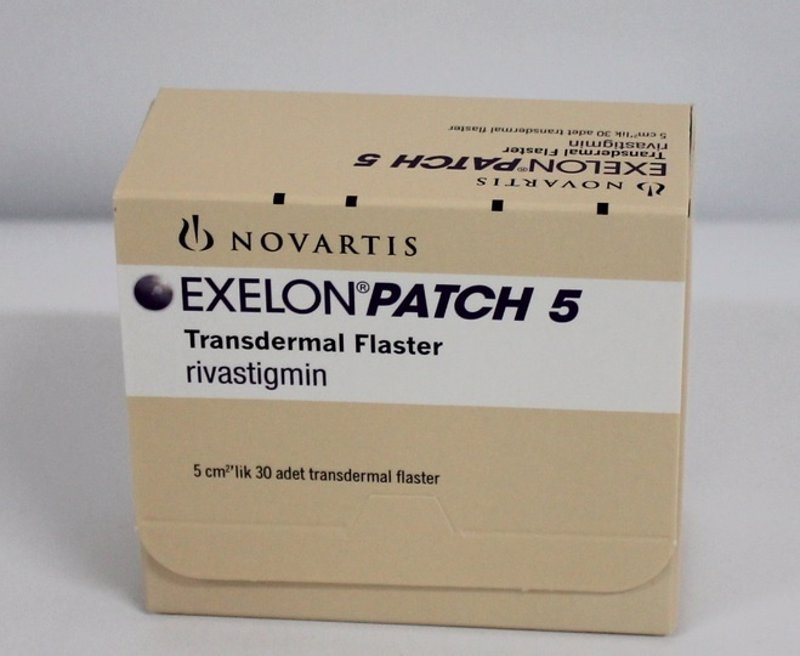 5 cm²'lik 30 adet transdermal flaster
rivastigmin
Transdermal Flaster
EXELON®PATCH 5
NOVARTIS
NOVARTIS
EXELON®PATCH 5
Transdermal Flaster
rivastigmin
5 cm²'lik 30 adet transdermal flaster